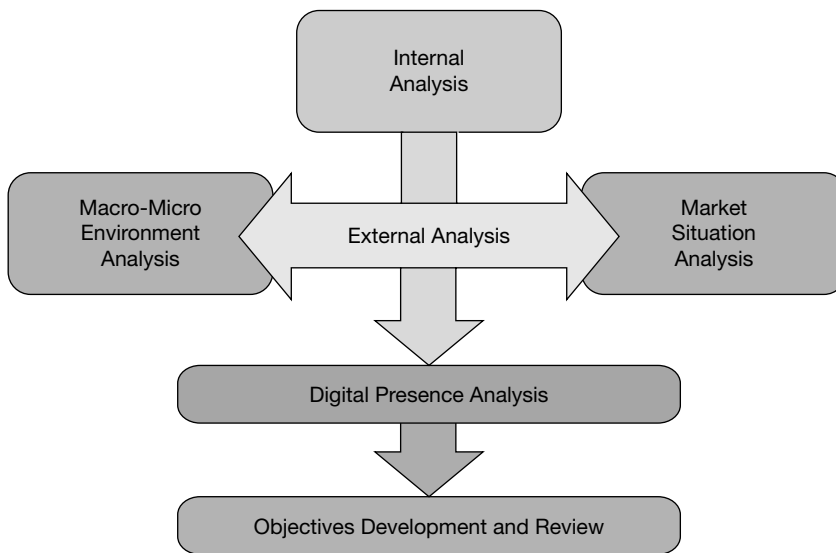 Internal
Analysis
Macro-Micro
Environment
Analysis
External Analysis
Market
Situation
Analysis
Digital Presence Analysis
Objectives Development and Review